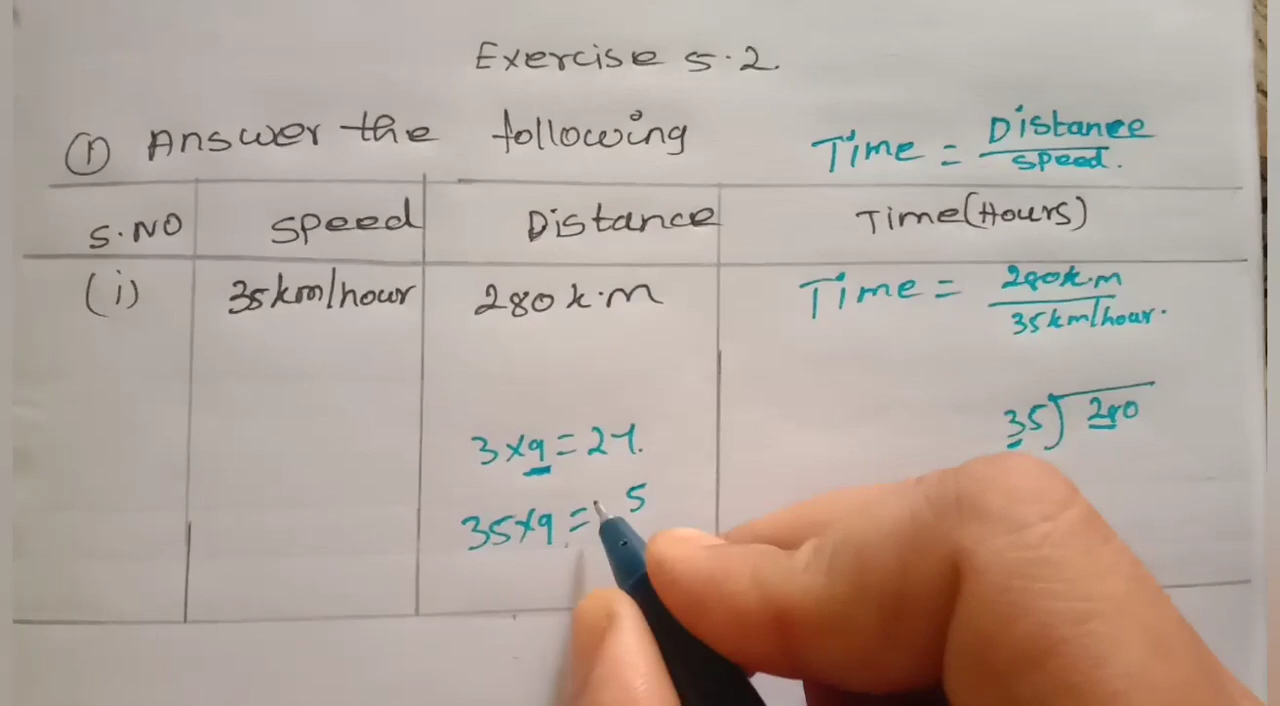 Exercise 5.2.
(1) Answer the following
Time = Distance / Speed.
S.NO Speed Distance Time(Hours)
(i) 35km/hour 280k.m Time = 280k.m / 35km/hour.
35)280
3×9=27.
35×9= 5